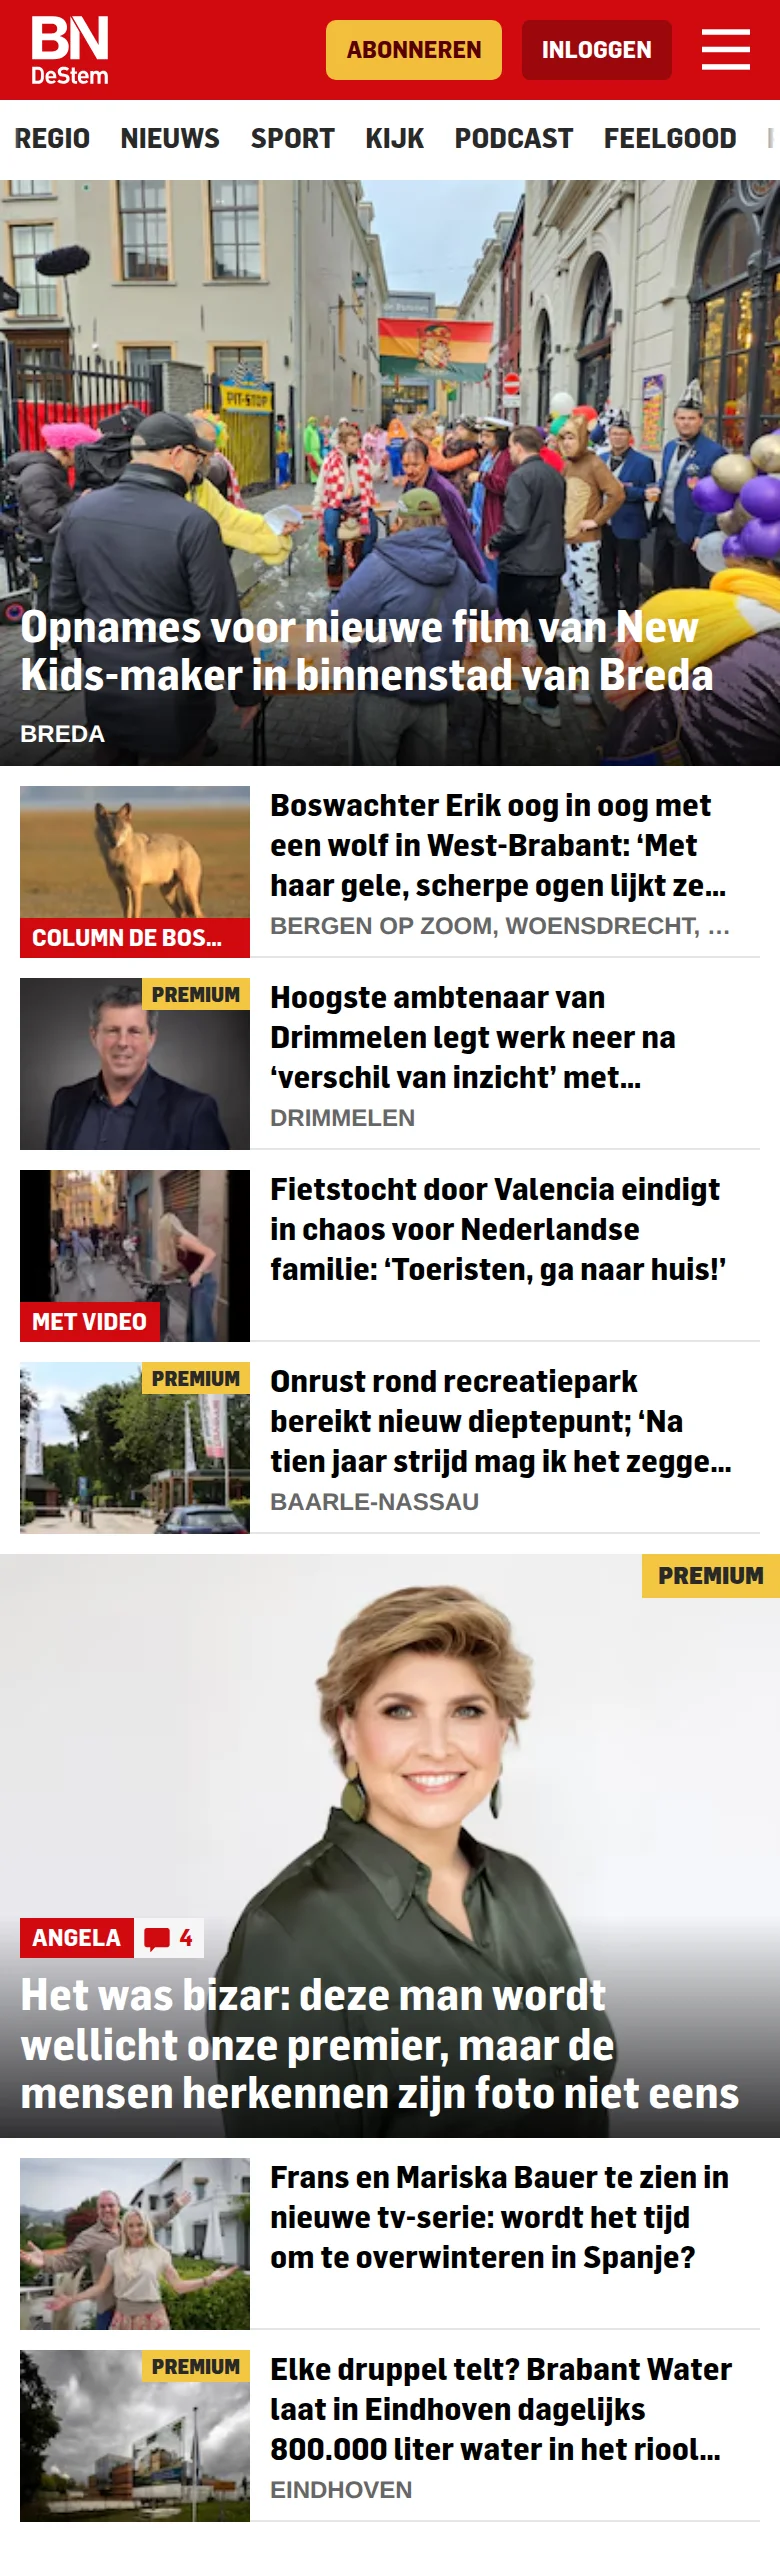 BN
DeStem
ABONNEREN
INLOGGEN
REGIO NIEUWS SPORT KIJK PODCAST FEELGOOD
PIT-STOP
Opnames voor nieuwe film van New
Kids-maker in binnenstad van Breda
BREDA
COLUMN DE BOS...
Boswachter Erik oog in oog met
een wolf in West-Brabant: ‘Met
haar gele, scherpe ogen lijkt ze...
BERGEN OP ZOOM, WOENSDRECHT, ...
PREMIUM
Hoogste ambtenaar van
Drimmelen legt werk neer na
‘verschil van inzicht’ met...
DRIMMELEN
MET VIDEO
Fietstocht door Valencia eindigt
in chaos voor Nederlandse
familie: ‘Toeristen, ga naar huis!’
PREMIUM
Onrust rond recreatiepark
bereikt nieuw dieptepunt; ‘Na
tien jaar strijd mag ik het zegge...
BAARLE-NASSAU
PREMIUM
ANGELA 4
Het was bizar: deze man wordt
wellicht onze premier, maar de
mensen herkennen zijn foto niet eens
Frans en Mariska Bauer te zien in
nieuwe tv-serie: wordt het tijd
om te overwinteren in Spanje?
PREMIUM
Elke druppel telt? Brabant Water
laat in Eindhoven dagelijks
800.000 liter water in het riool...
EINDHOVEN